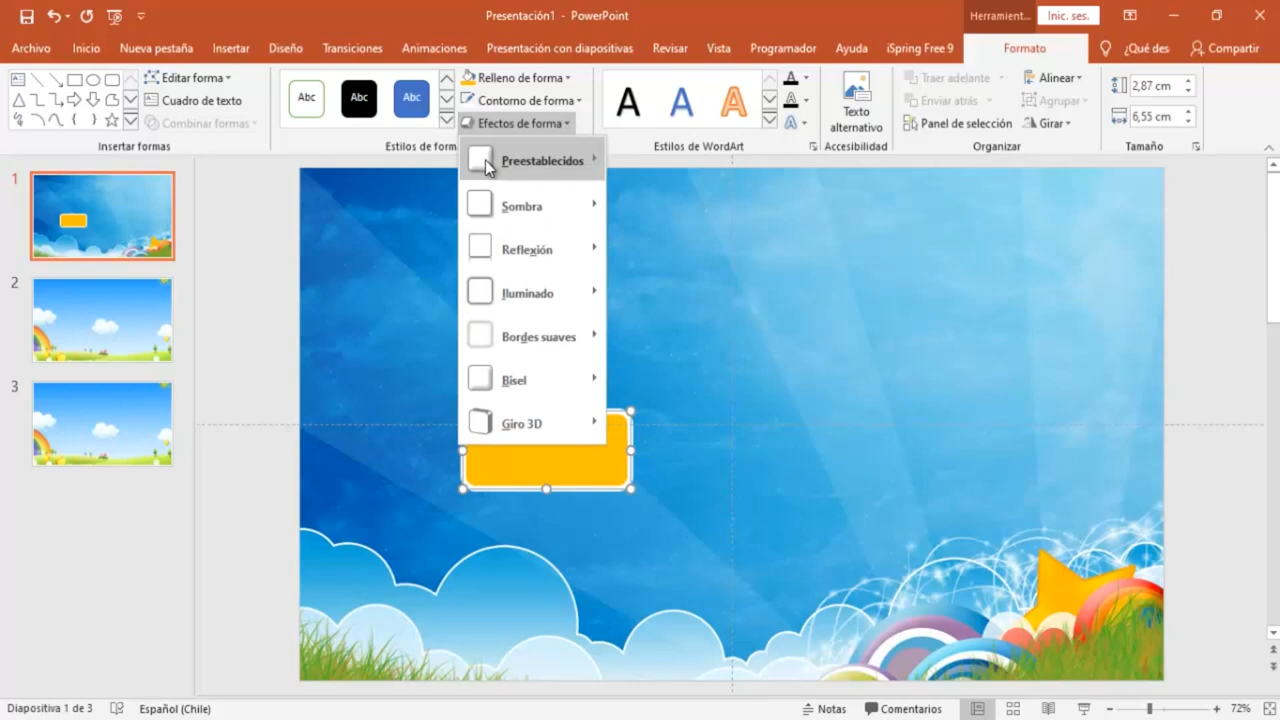 Presentación1 - PowerPoint
Herramient...
Inic. ses.
Archivo
Inicio
Nueva pestaña
Insertar
Diseño
Transiciones
Animaciones
Presentación con diapositivas
Revisar
Vista
Programador
Ayuda
iSpring Free 9
Formato
¿Qué des
Compartir
Editar forma
Cuadro de texto
Combinar formas
Insertar formas
Abc
Abc
Abc
Relleno de forma
Contorno de forma
fectos de forma
Estilos de form
A
A
A
A
A
A
Estilos de WordArt
Texto
alternativo
Accesibilidad
Traer adelante
Enviar atrás
Panel de selección
Alinear
Agrupar
Girar
Organizar
2,87 cm
6,55 cm
Tamaño
Preestablecidos
Sombra
Reflexión
Iluminado
Bordes suaves
Bisel
Giro 3D
1
2
3
Diapositiva 1 de 3
Español (Chile)
Notas
Comentarios
72%